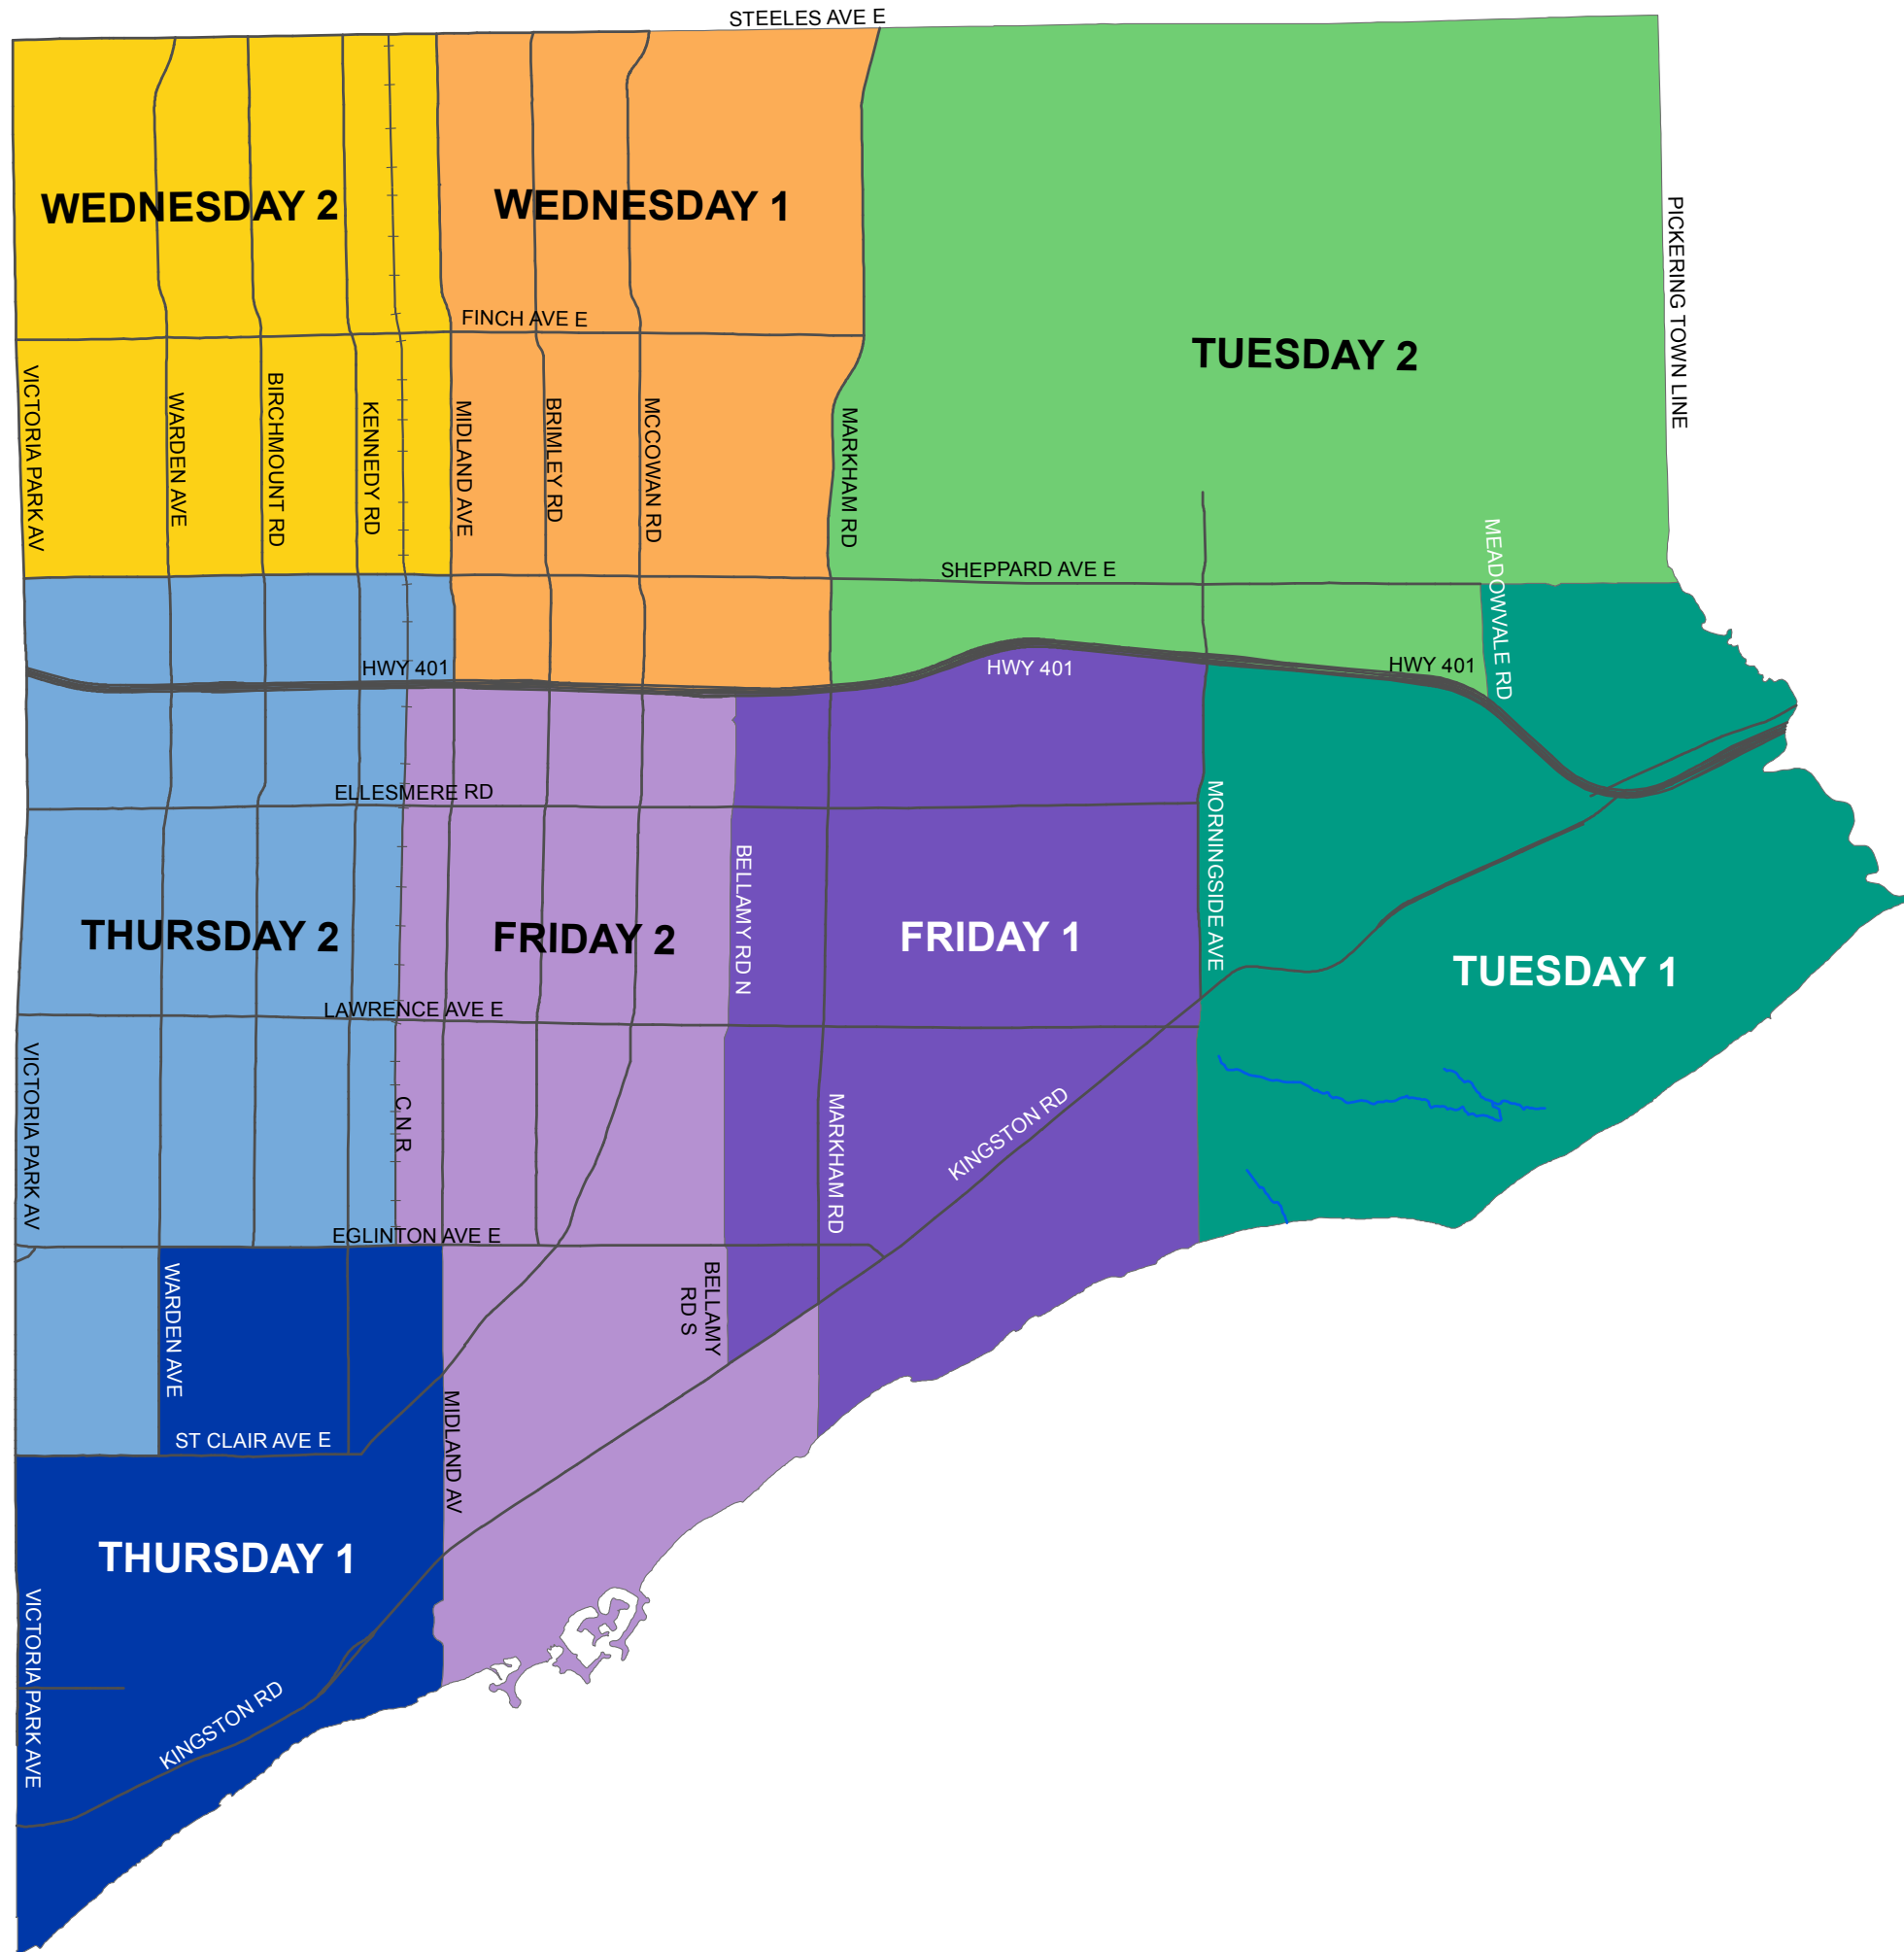 STEELES AVE E
WEDNESDAY 2
WEDNESDAY 1
PICKERING TOWN LINE
FINCH AVE E
TUESDAY 2
VICTORIA PARK AV
WARDEN AVE
BIRCHMOUNT RD
KENNEDY RD
MIDLAND AVE
BRIMLEY RD
MCCOWAN RD
MARKHAM RD
SHEPPARD AVE E
MEADOWVALE RD
HWY 401
HWY 401
HWY 401
ELLESMERE RD
BELLAMY RD N
MORNINGSIDE AVE
THURSDAY 2
FRIDAY 2
FRIDAY 1
TUESDAY 1
LAWRENCE AVE E
VICTORIA PARK AV
C N R
MARKHAM RD
KINGSTON RD
EGLINTON AVE E
WARDEN AVE
BELLAMY
RD S
MIDLAND AV
ST CLAIR AVE E
THURSDAY 1
VICTORIA PARK AVE
KINGSTON RD